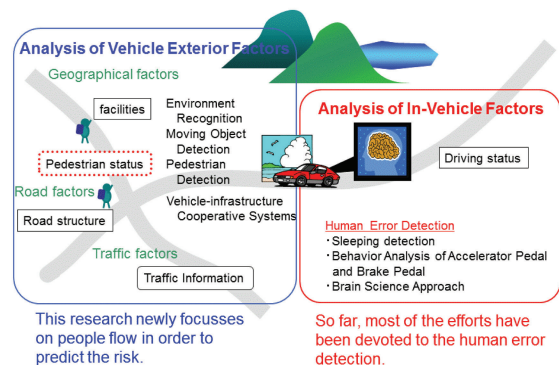 Analysis of Vehicle Exterior Factors
Geographical factors
facilities
Pedestrian status
Road factors
Road structure
Traffic factors
Traffic Information
Environment
Recognition
Moving Object
Detection
Pedestrian
Detection
Vehicle-infrastructure
Cooperative Systems
This research newly focusses
on people flow in order to
predict the risk.
Analysis of In-Vehicle Factors
Driving status
Human Error Detection
・Sleeping detection
・Behavior Analysis of Accelerator Pedal
and Brake Pedal
・Brain Science Approach
So far, most of the efforts have
been devoted to the human error
detection.